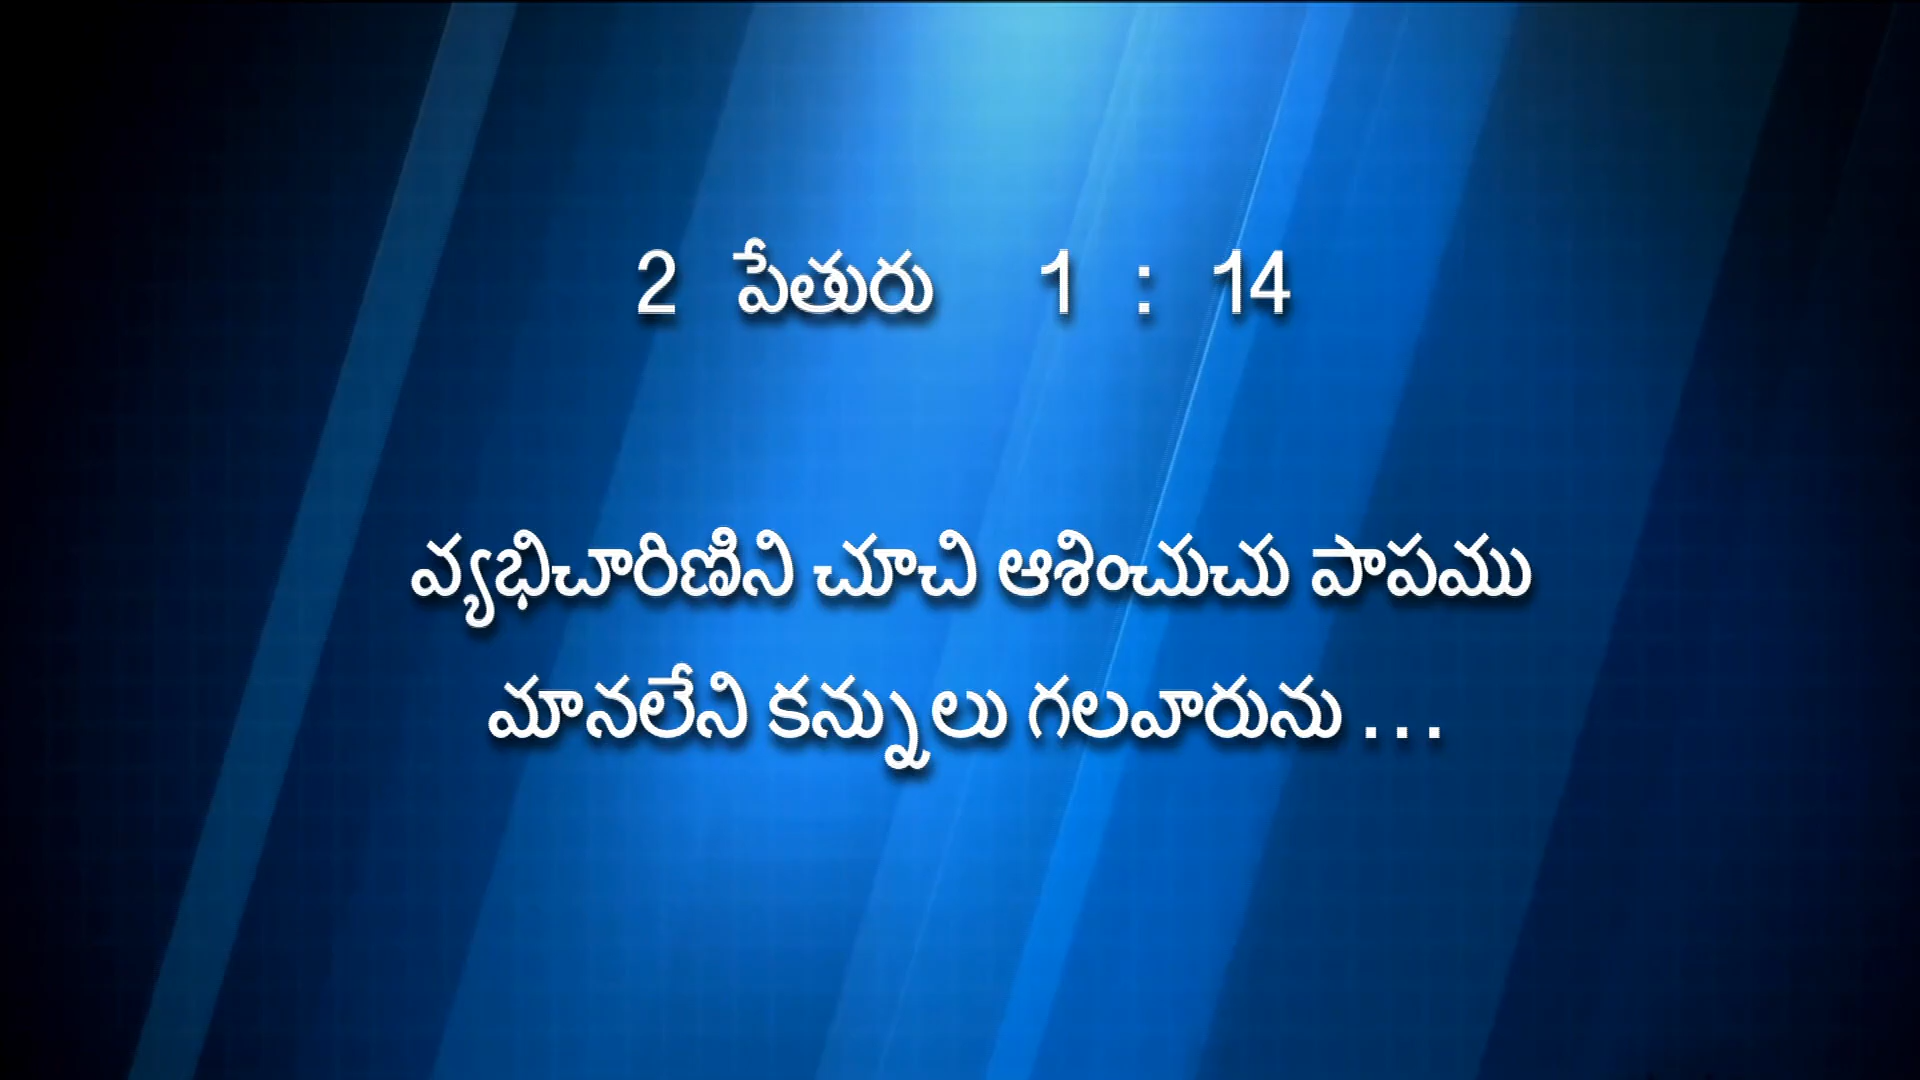 2 పేతురు 1 : 14
వ్యభిచారిణిని చూచి ఆశించుచు పాపము
మానలేని కన్నులు గలవారును ...